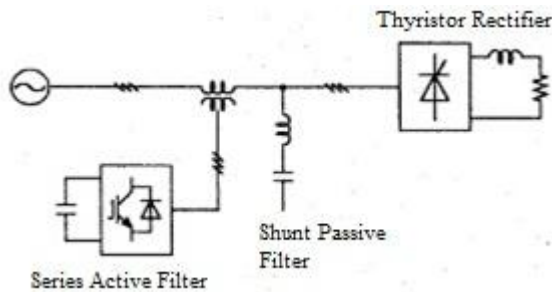 Thyristor Rectifier
Shunt Passive
Filter
Series Active Filter